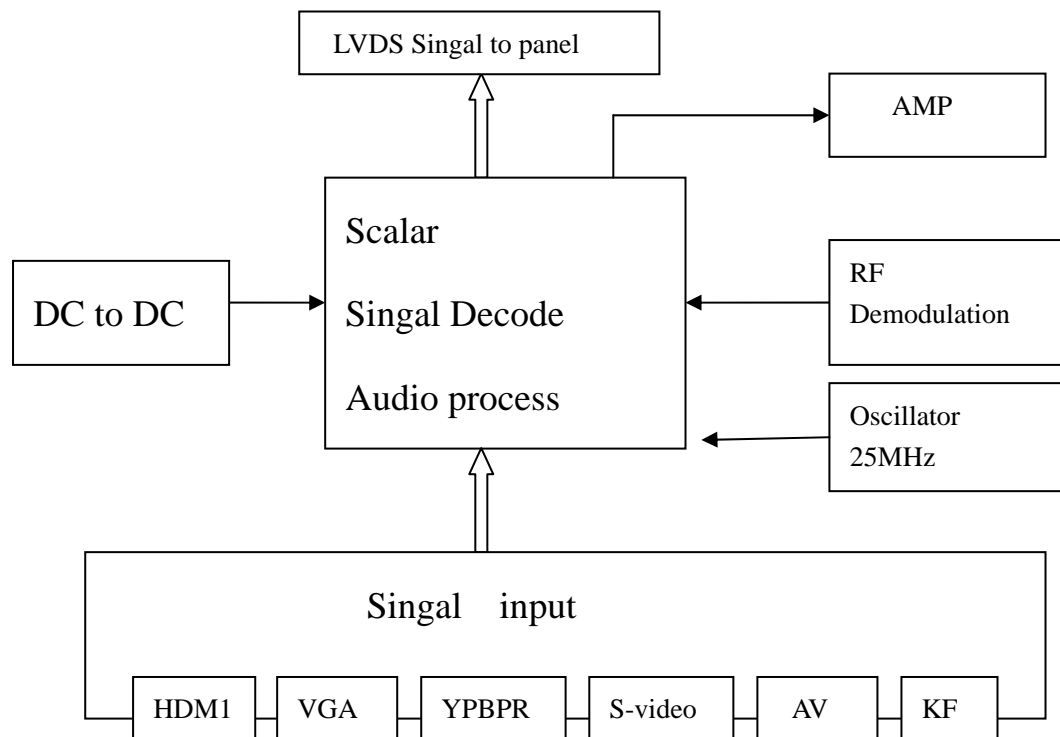 LVDS Singal to panel
AMP
Scalar
Singal Decode
Audio process
DC to DC
RF
Demodulation
Oscillator
25MHz
Singal input
HDM1
VGA
YPBPR
S-video
AV
KF